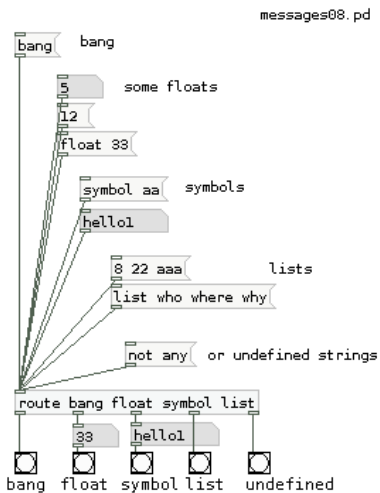 messages08.pd
bang bang
5 some floats
12
float 33
symbol aa symbols
hello1
8 22 aaa lists
list who where why
not any or undefined strings
route bang float symbol list
33 hello1
bang float symbol list undefined